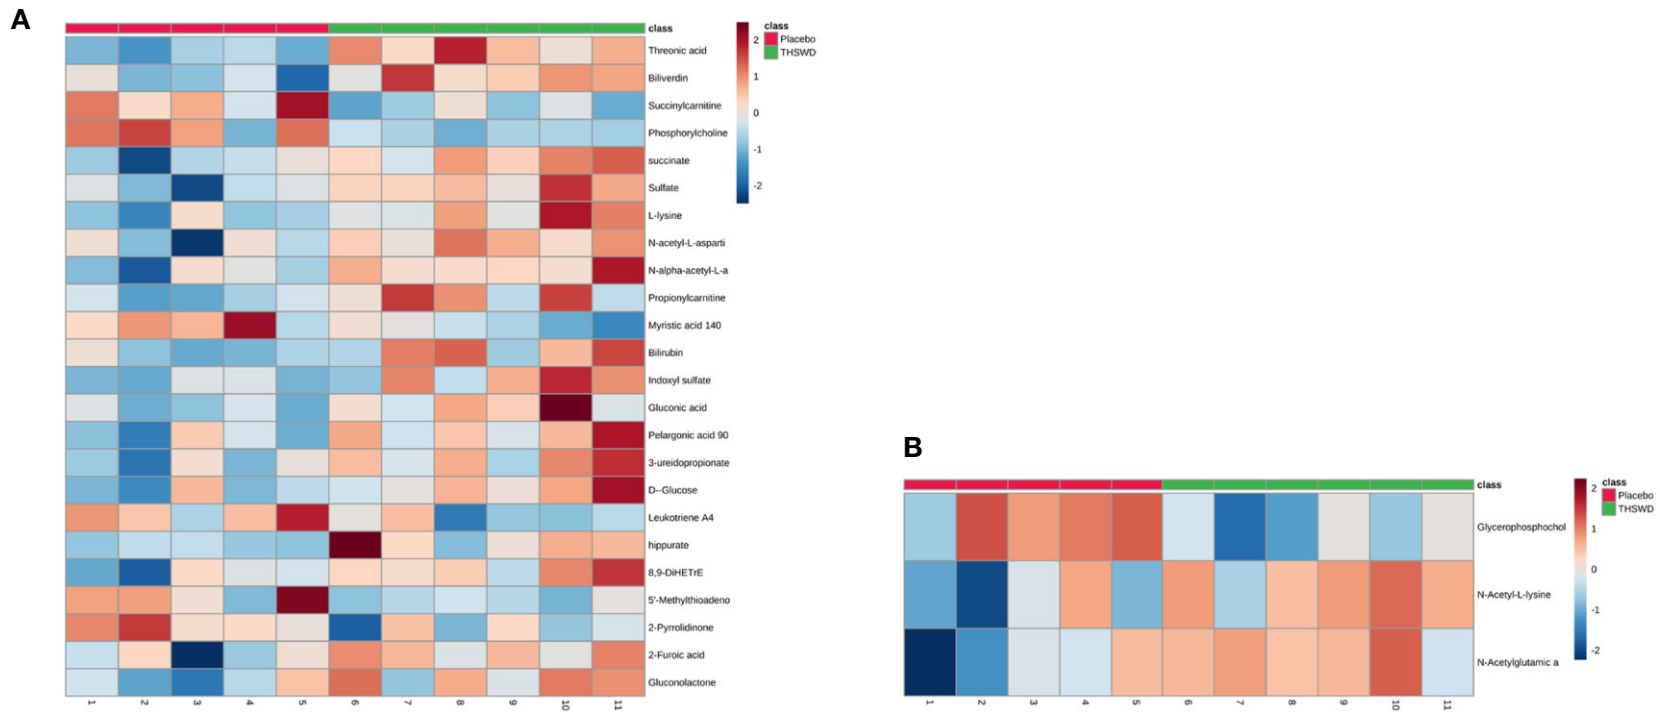 A
class
Threonic acid
Biliverdin
Succinylcarnitine
Phosphorylcholine
succinate
Sulfate
L-lysine
N-acetyl-L-asparti
N-alpha-acetyl-L-a
Propionylcarnitine
Myristic acid 140
Bilirubin
Indoxyl sulfate
Gluconic acid
Pelargonic acid 90
3-ureidopropionate
D--Glucose
Leukotriene A4
hippurate
8,9-DiHETrE
5'-Methylthioadeno
2-Pyrrolidinone
2-Furoic acid
Gluconolactone
1 2 3 4 5 6 7 8 9 10 11
2
1
0
-1
-2
class
Placebo
THSWD
B
class
Glycerophosphochol
N-Acetyl-L-lysine
N-Acetylglutamic a
1 2 3 4 5 6 7 8 9 10 11
2
1
0
-1
-2
class
Placebo
THSWD